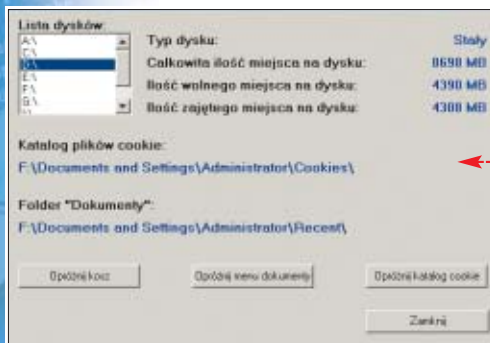 Lista dysków:
A:\
C:\
D:\
E:\
F:\
G:\
Typ dysku: Stały
Całkowita ilość miejsca na dysku: 8698 MB
Ilość wolnego miejsca na dysku: 4390 MB
Ilość zajętego miejsca na dysku: 4308 MB
Katalog plików cookie:
F:\Documents and Settings\Administrator\Cookies\
Folder "Dokumenty":
F:\Documents and Settings\Administrator\Recent\
Opróżnij kosz Opróżnij menu dokumenty Opróżnij katalog cookie
Zamknij